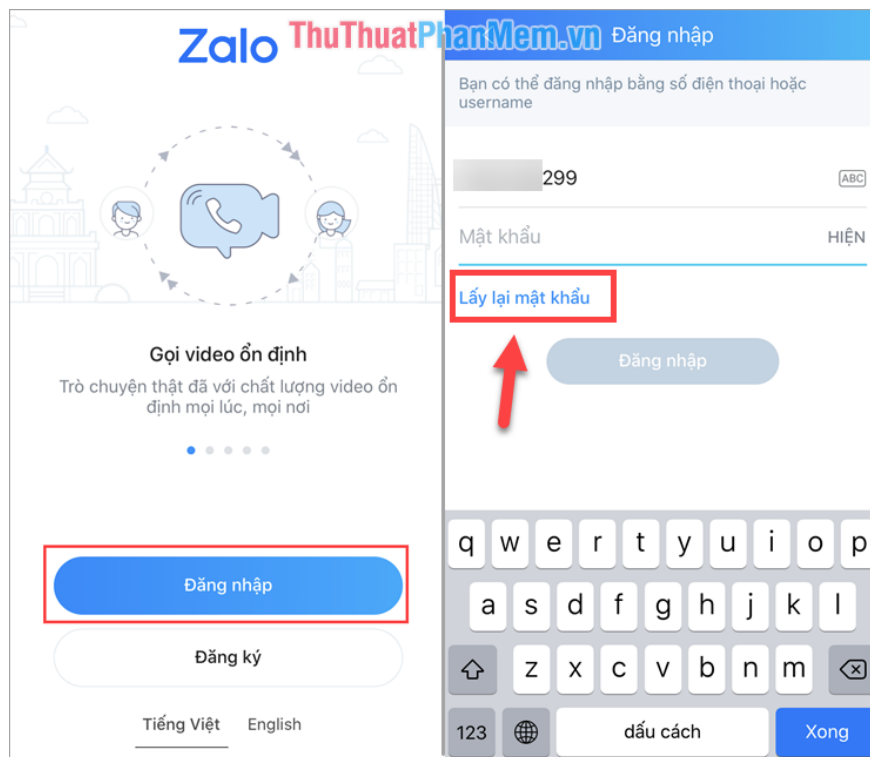 Zalo
ThuThuatPhanMem.vn
Gọi video ổn định
Trò chuyện thật đã với chất lượng video ổn
định mọi lúc, mọi nơi
Đăng nhập
Đăng ký
Tiếng Việt English
Đăng nhập
Bạn có thể đăng nhập bằng số điện thoại hoặc
username
299
ABC
Mật khẩu HIỆN
Lấy lại mật khẩu
Đăng nhập
q w e r t y u i o p
a s d f g h j k l
z x c v b n m
123 dấu cách Xong